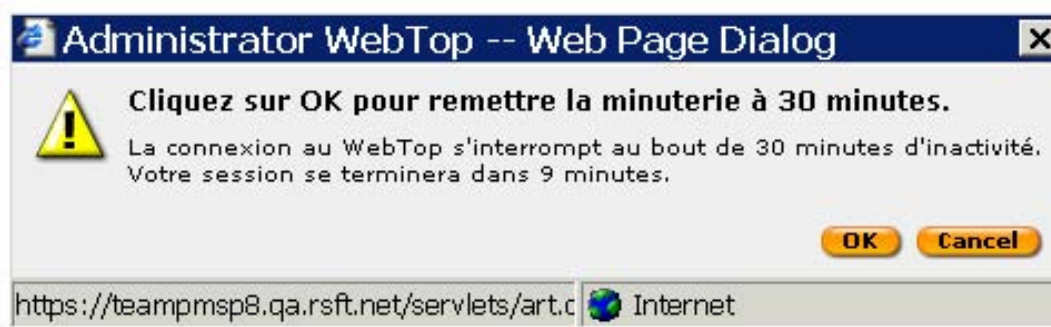 Administrator WebTop -- Web Page Dialog
Cliquez sur OK pour remettre la minuterie à 30 minutes.
La connexion au WebTop s'interrompt au bout de 30 minutes d'inactivité.
Votre session se terminera dans 9 minutes.
OK Cancel
https://teampmsp8.qa.rsft.net/servlets/art.c Internet